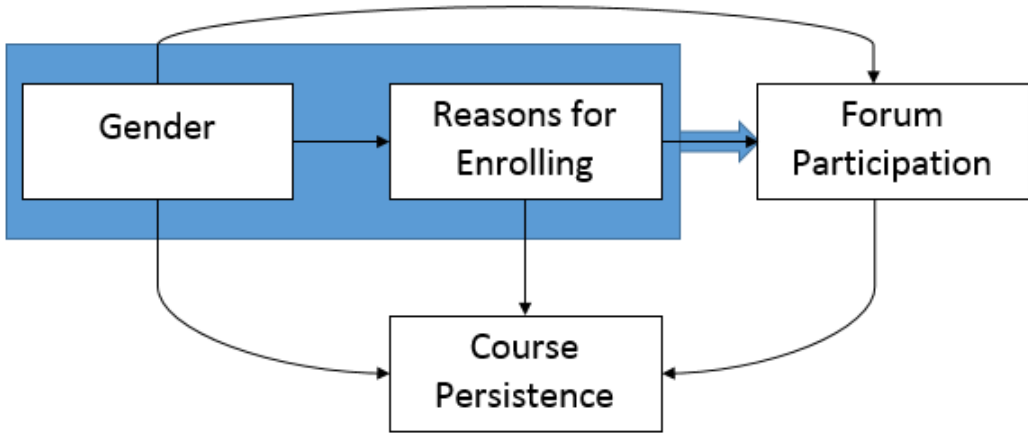 Gender
Reasons for
Enrolling
Forum
Participation
Course
Persistence